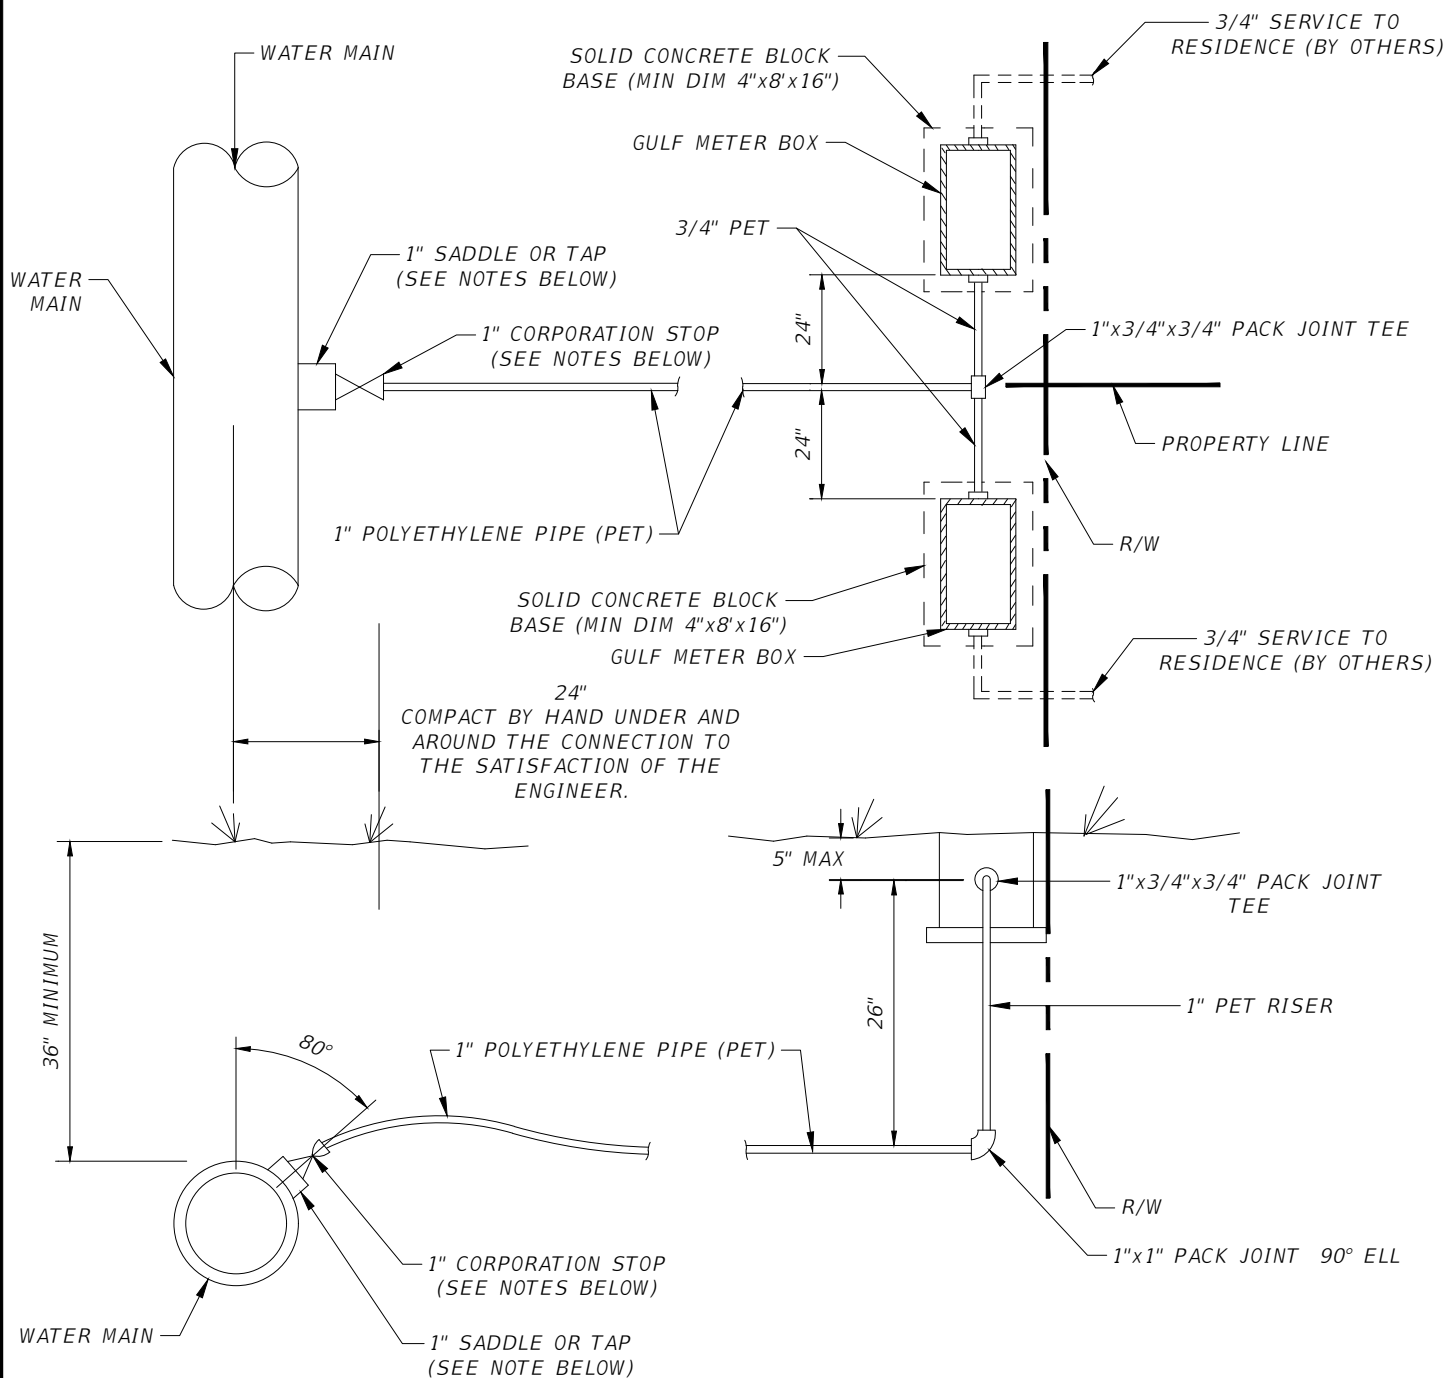 WATER MAIN
SOLID CONCRETE BLOCK
BASE (MIN DIM 4"x8'x16")
3/4" SERVICE TO
RESIDENCE (BY OTHERS)
GULF METER BOX
3/4" PET
1" SADDLE OR TAP
(SEE NOTES BELOW)
WATER
MAIN
1" CORPORATION STOP
(SEE NOTES BELOW)
24"
1"x3/4"x3/4" PACK JOINT TEE
24"
PROPERTY LINE
1" POLYETHYLENE PIPE (PET)
R/W
SOLID CONCRETE BLOCK
BASE (MIN DIM 4"x8'x16")
GULF METER BOX
3/4" SERVICE TO
RESIDENCE (BY OTHERS)
24"
COMPACT BY HAND UNDER AND
AROUND THE CONNECTION TO
THE SATISFACTION OF THE
ENGINEER.
5" MAX
1"x3/4"x3/4" PACK JOINT
TEE
36" MINIMUM
26"
1" PET RISER
80°
1" POLYETHYLENE PIPE (PET)
R/W
1"x1" PACK JOINT 90° ELL
1" CORPORATION STOP
(SEE NOTES BELOW)
WATER MAIN
1" SADDLE OR TAP
(SEE NOTE BELOW)